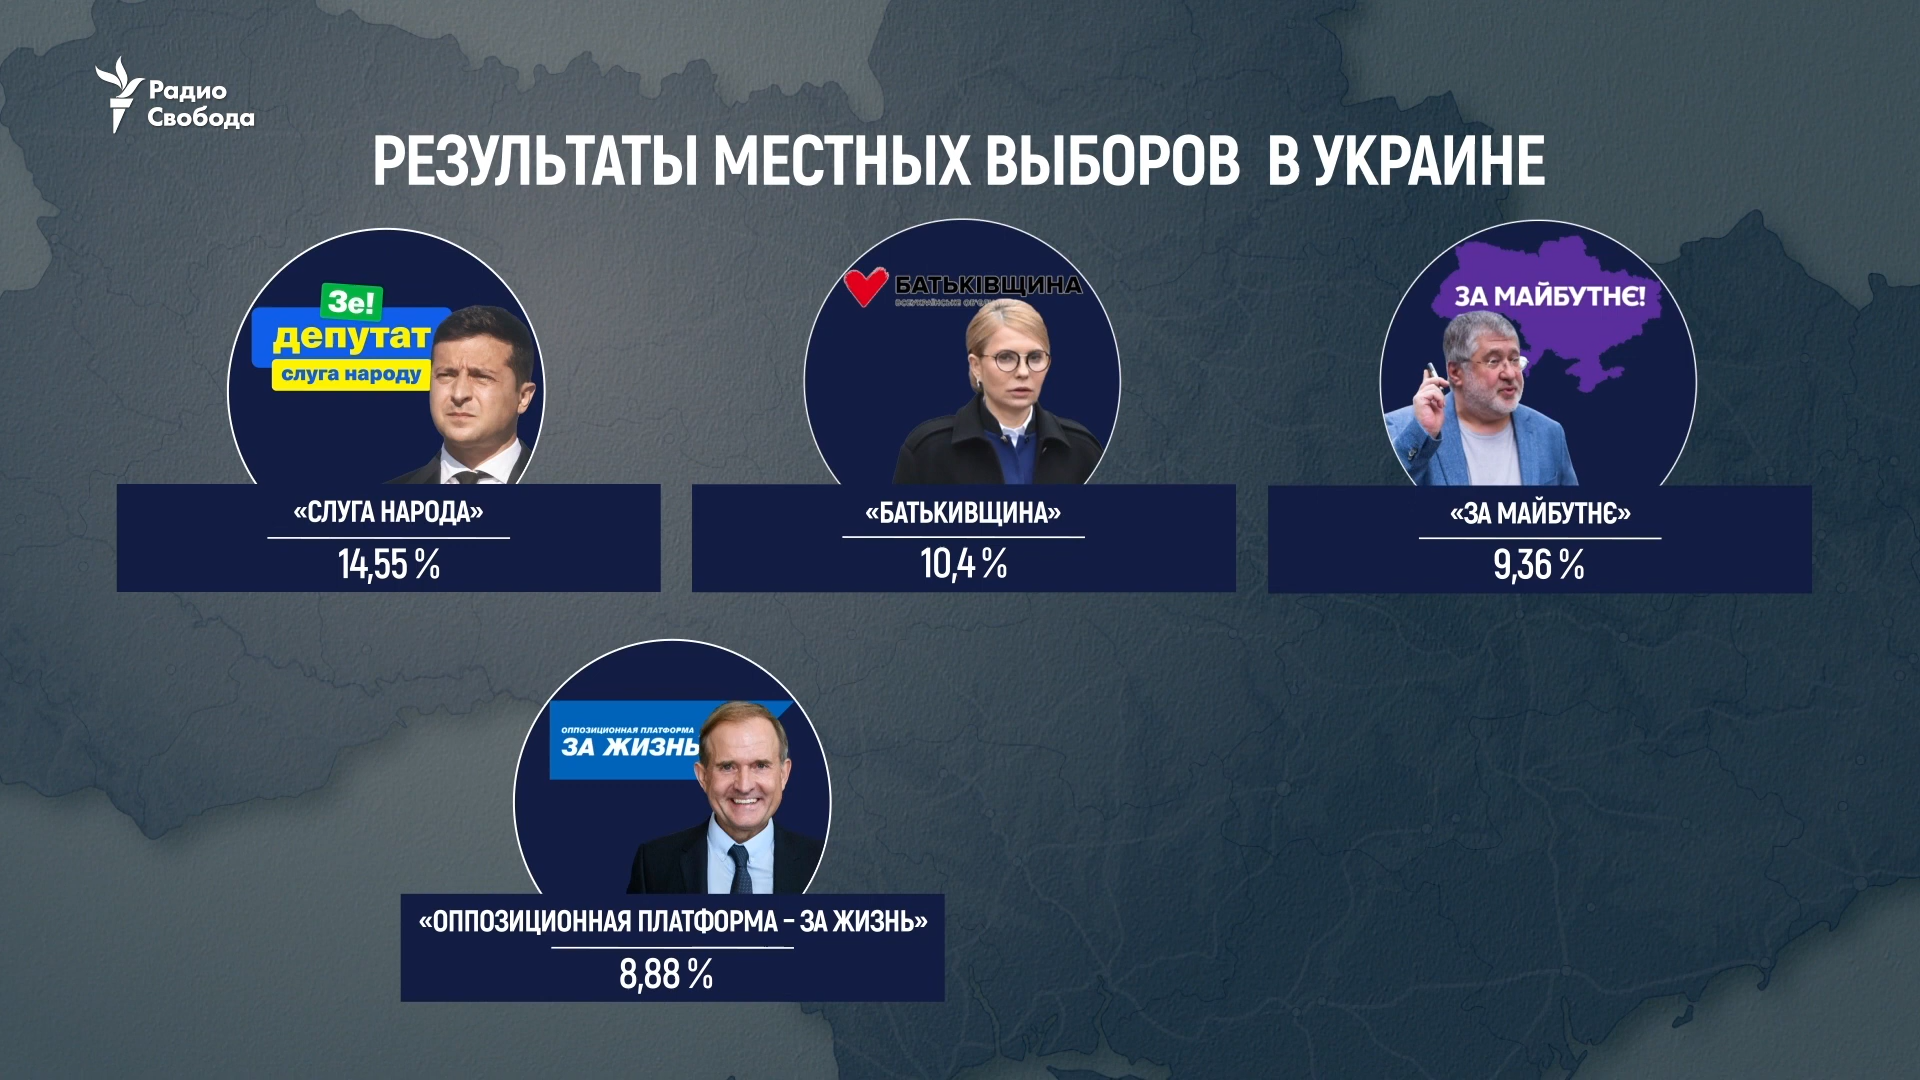 Радио
Свобода
РЕЗУЛЬТАТЫ МЕСТНЫХ ВЫБОРОВ В УКРАИНЕ
Зе!
депутат
слуга народу
«СЛУГА НАРОДА»
14,55 %
БАТЬКІВЩИНА
ВСЕУКРАЇНСЬКЕ
«БАТЬКИВЩИНА»
10,4 %
ЗА МАЙБУТНЄ!
«ЗА МАЙБУТНЄ»
9,36 %
ОППОЗИЦИОННАЯ ПЛАТФОРМА
ЗА ЖИЗНЬ
«ОППОЗИЦИОННАЯ ПЛАТФОРМА – ЗА ЖИЗНЬ»
8,88 %